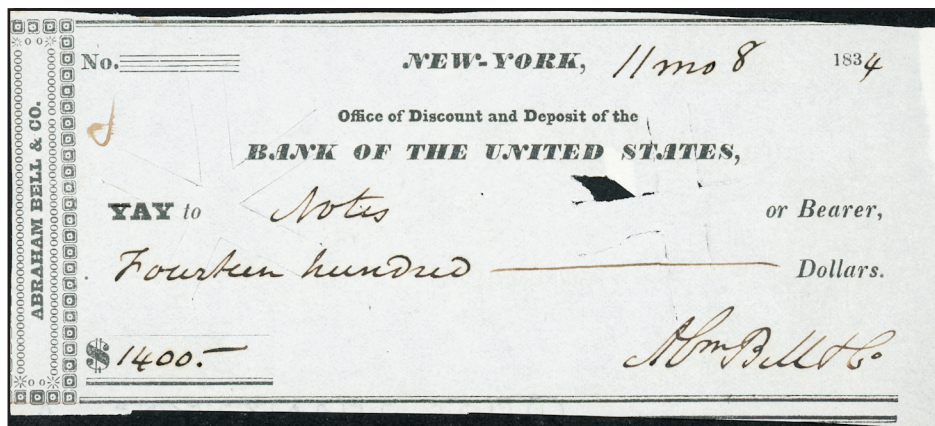 No. NEW-YORK, 11 mo 8 1834
Office of Discount and Deposit of the
BANK OF THE UNITED STATES,
YAY to Notes or Bearer,
Fourteen hundred Dollars.
$ 1400.-
Abm Bell & Co
ABRAHAM BELL & CO.